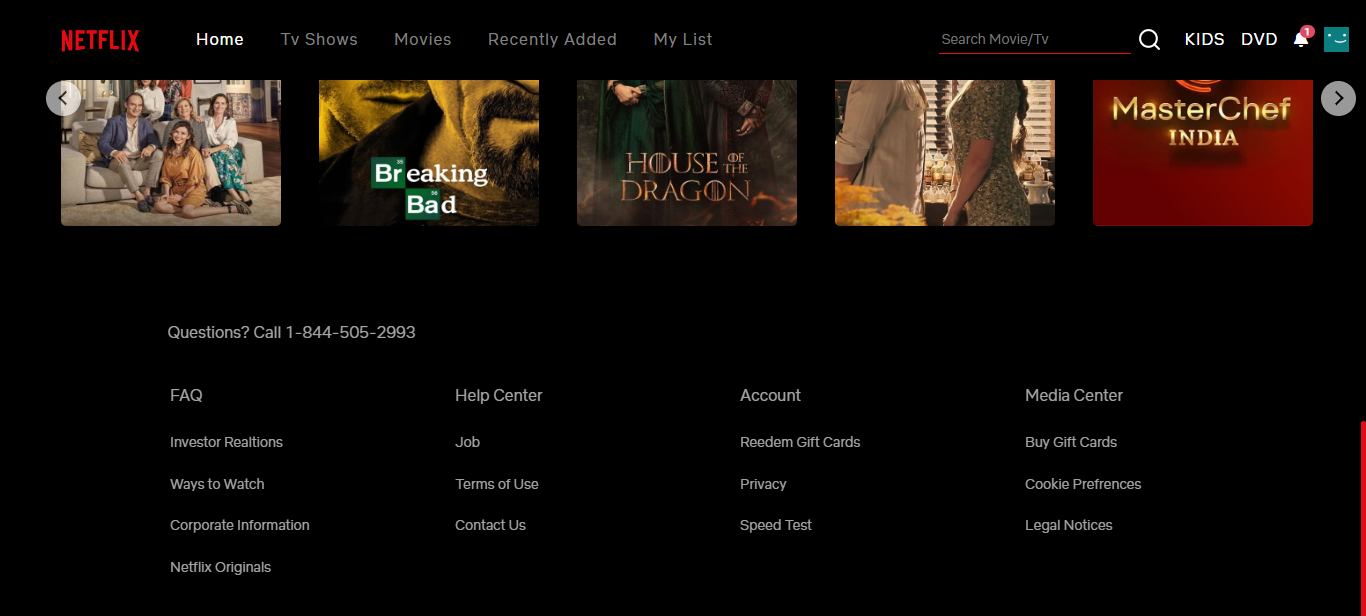 NETFLIX Home Tv Shows Movies Recently Added My List Search Movie/Tv KIDS DVD 1
35
Breaking
56
Bad
HOUSE OF THE
DRAGON
MasterChef
INDIA
Questions? Call 1-844-505-2993
FAQ Help Center Account Media Center
Investor Realtions Job Reedem Gift Cards Buy Gift Cards
Ways to Watch Terms of Use Privacy Cookie Prefrences
Corporate Information Contact Us Speed Test Legal Notices
Netflix Originals